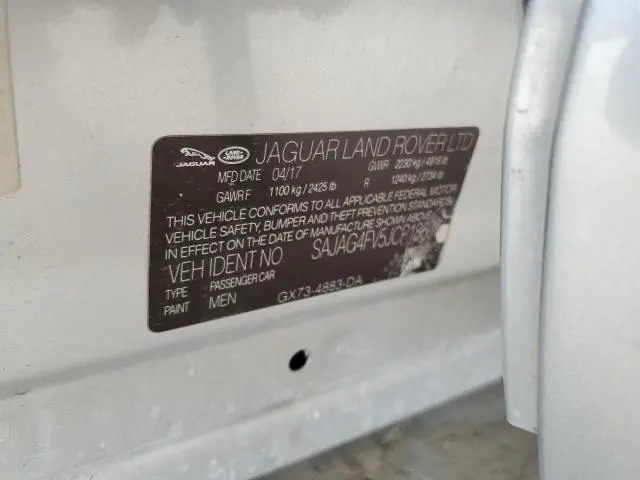 JAGUAR LAND-ROVER JAGUAR LAND ROVER LTD
MFD DATE 04/17 GWVR 2230 kg / 4916 lb
GAWR F 1100 kg / 2425 lb R 1240 kg / 2734 lb
THIS VEHICLE CONFORMS TO ALL APPLICABLE FEDERAL MOTOR
VEHICLE SAFETY, BUMPER AND THEFT PREVENTION STANDARDS
IN EFFECT ON THE DATE OF MANUFACTURE SHOWN ABOVE
VEH IDENT NO.
TYPE PASSENGER CAR
PAINT MEN GX73-4883-DA